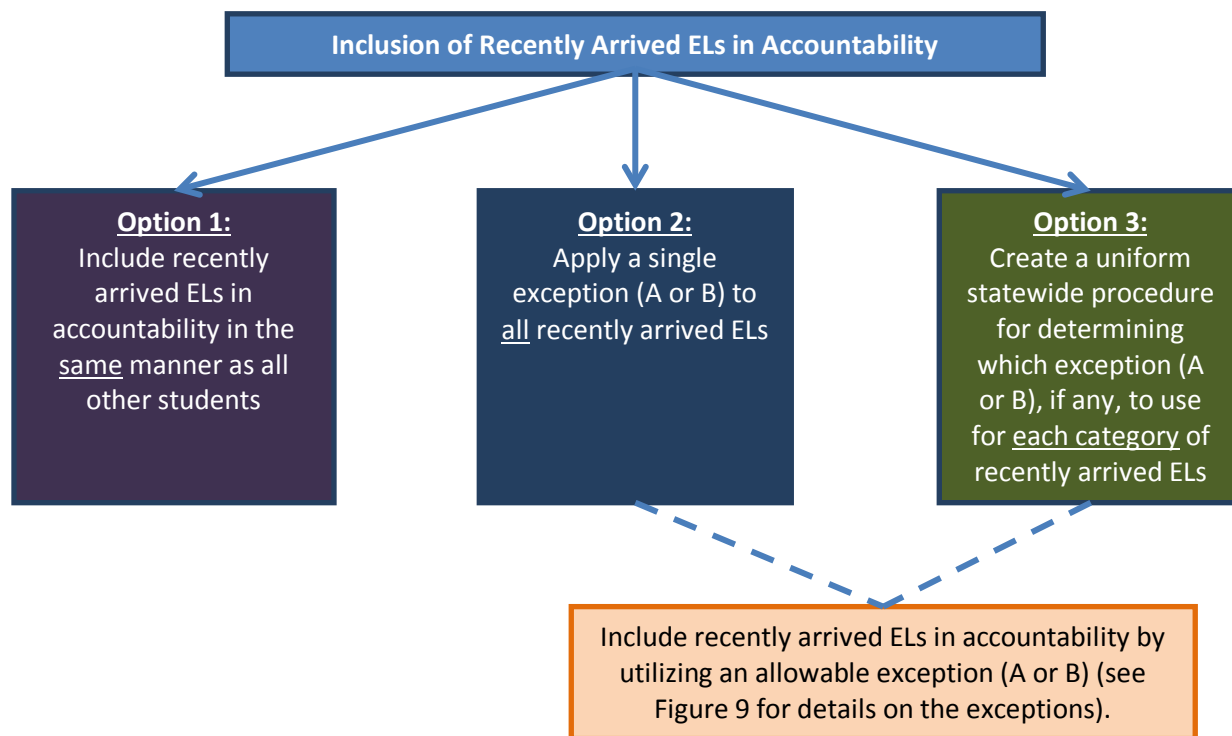 Inclusion of Recently Arrived ELs in Accountability
Option 1:
Include recently
arrived ELs in
accountability in the
same manner as all
other students
Option 2:
Apply a single
exception (A or B) to
all recently arrived ELs
Option 3:
Create a uniform
statewide procedure
for determining
which exception (A
or B), if any, to use
for each category of
recently arrived ELs
Include recently arrived ELs in accountability by
utilizing an allowable exception (A or B) (see
Figure 9 for details on the exceptions).